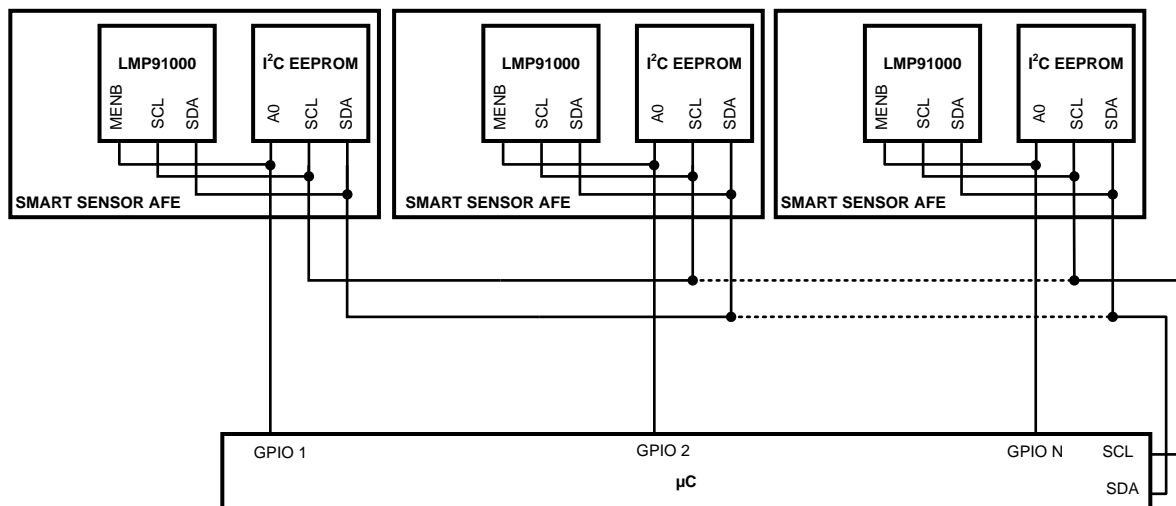 LMP91000
I²C EEPROM
MENB
SCL
SDA
A0
SCL
SDA
SMART SENSOR AFE
LMP91000
I²C EEPROM
MENB
SCL
SDA
A0
SCL
SDA
SMART SENSOR AFE
LMP91000
I²C EEPROM
MENB
SCL
SDA
A0
SCL
SDA
SMART SENSOR AFE
GPIO 1
GPIO 2
GPIO N
SCL
µC
SDA